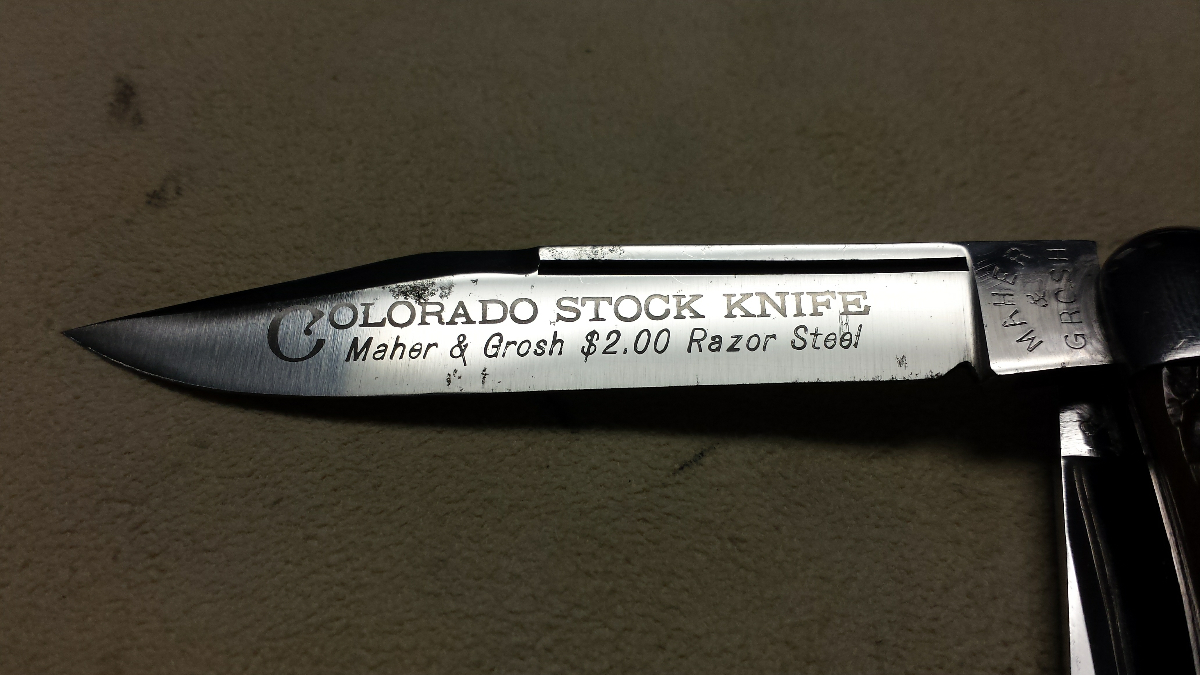 COLORADO STOCK KNIFE
Maher & Grosh $2.00 Razor Steel
MAHER
&
GROSH